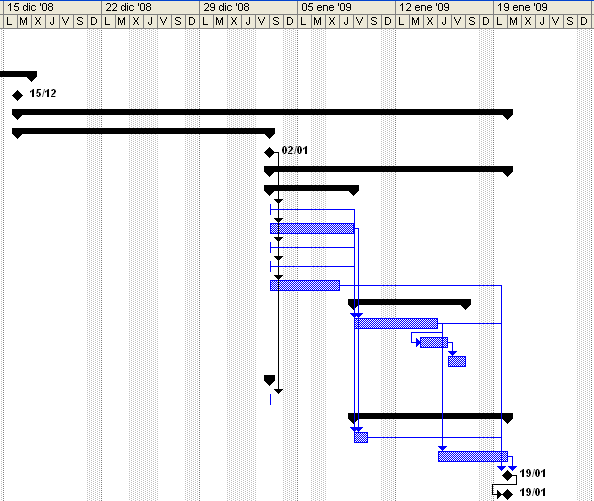 15 dic '08 22 dic '08 29 dic '08 05 ene '09 12 ene '09 19 ene '09
L M X J V S D L M X J V S D L M X J V S D L M X J V S D L M X J V S D L M X J V S D
15/12
02/01
19/01
19/01